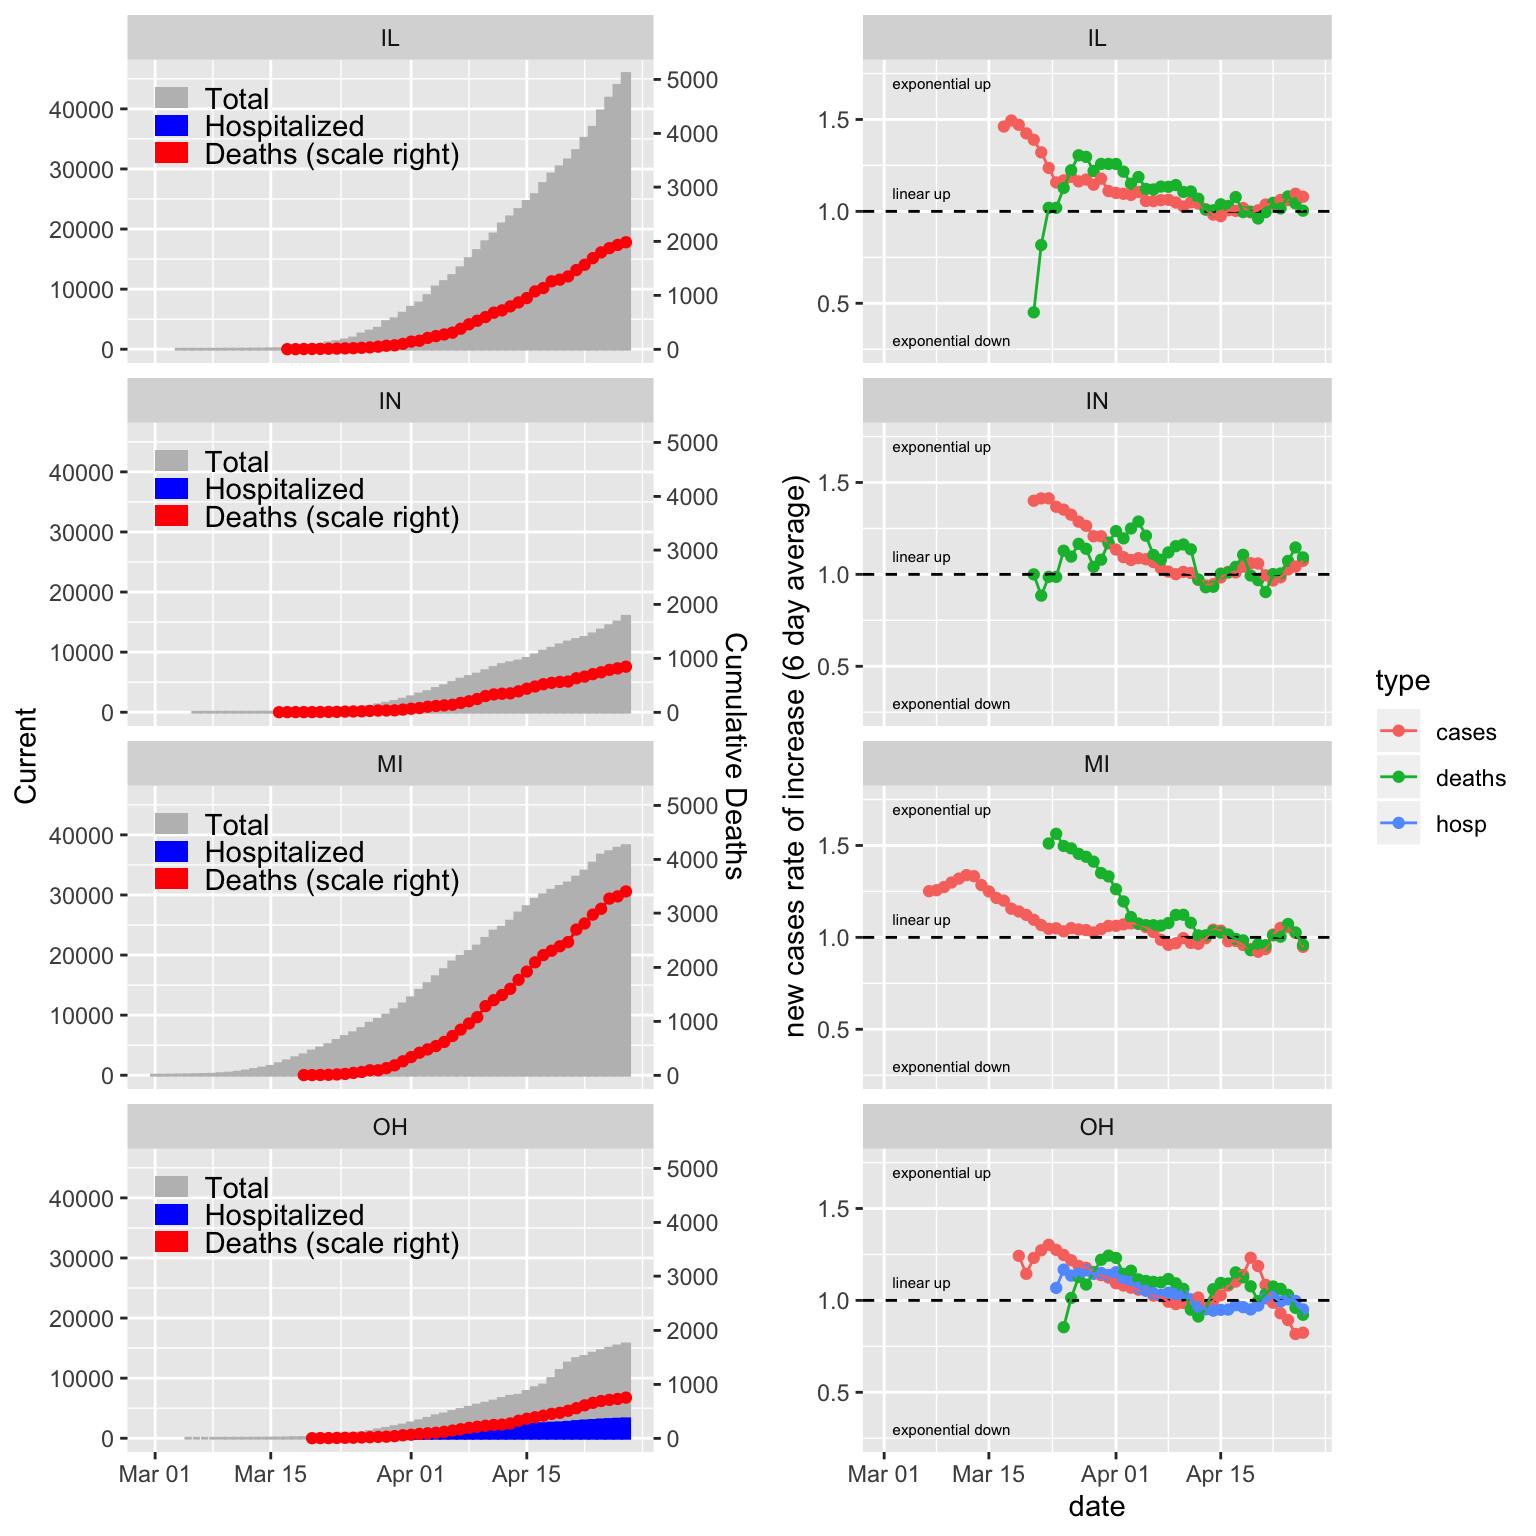 IL
Total
Hospitalized
Deaths (scale right)
40000
30000
20000
10000
0
5000
4000
3000
2000
1000
0
IN
Total
Hospitalized
Deaths (scale right)
40000
30000
20000
10000
0
5000
4000
3000
2000
1000
0
MI
Total
Hospitalized
Deaths (scale right)
40000
30000
20000
10000
0
5000
4000
3000
2000
1000
0
OH
Total
Hospitalized
Deaths (scale right)
40000
30000
20000
10000
0
5000
4000
3000
2000
1000
0
Mar 01 Mar 15 Apr 01 Apr 15
Current
Cumulative Deaths
IL
exponential up
linear up
exponential down
1.5
1.0
0.5
IN
exponential up
linear up
exponential down
1.5
1.0
0.5
MI
exponential up
linear up
exponential down
1.5
1.0
0.5
OH
exponential up
linear up
exponential down
1.5
1.0
0.5
Mar 01 Mar 15 Apr 01 Apr 15
date
new cases rate of increase (6 day average)
type
cases
deaths
hosp